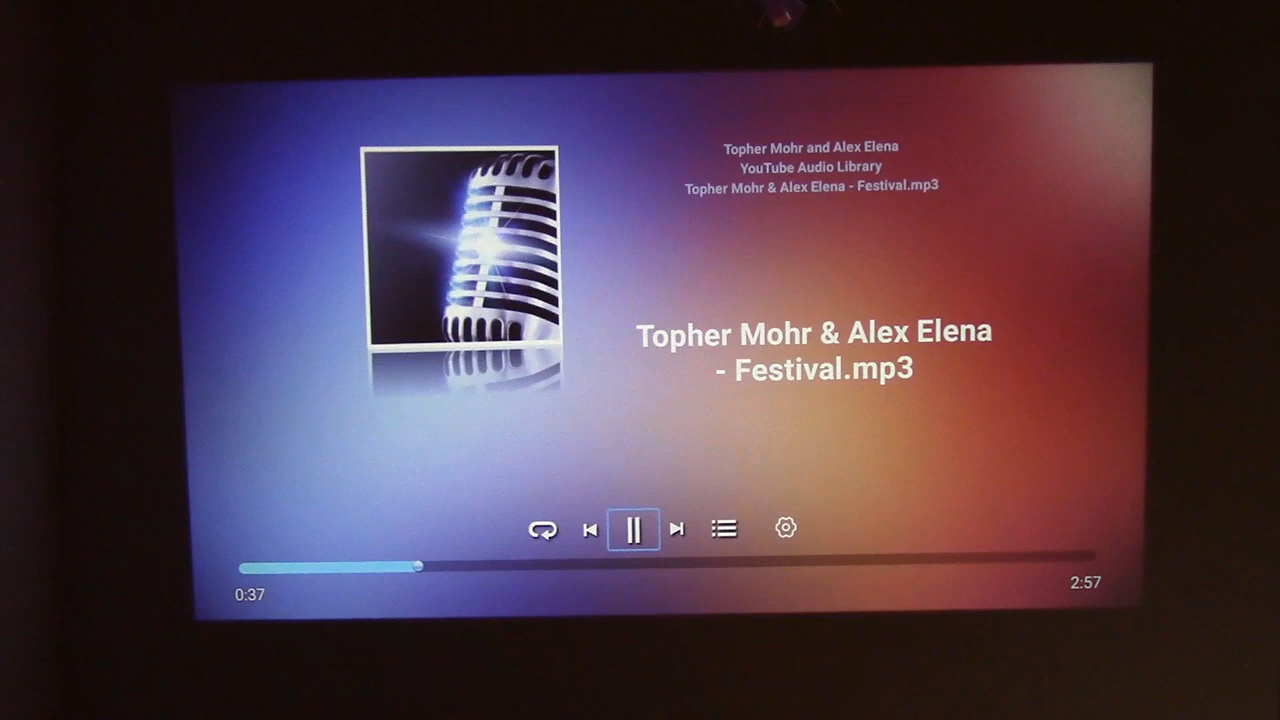 Topher Mohr and Alex Elena
YouTube Audio Library
Topher Mohr & Alex Elena - Festival.mp3
Topher Mohr & Alex Elena
- Festival.mp3
0:37
2:57